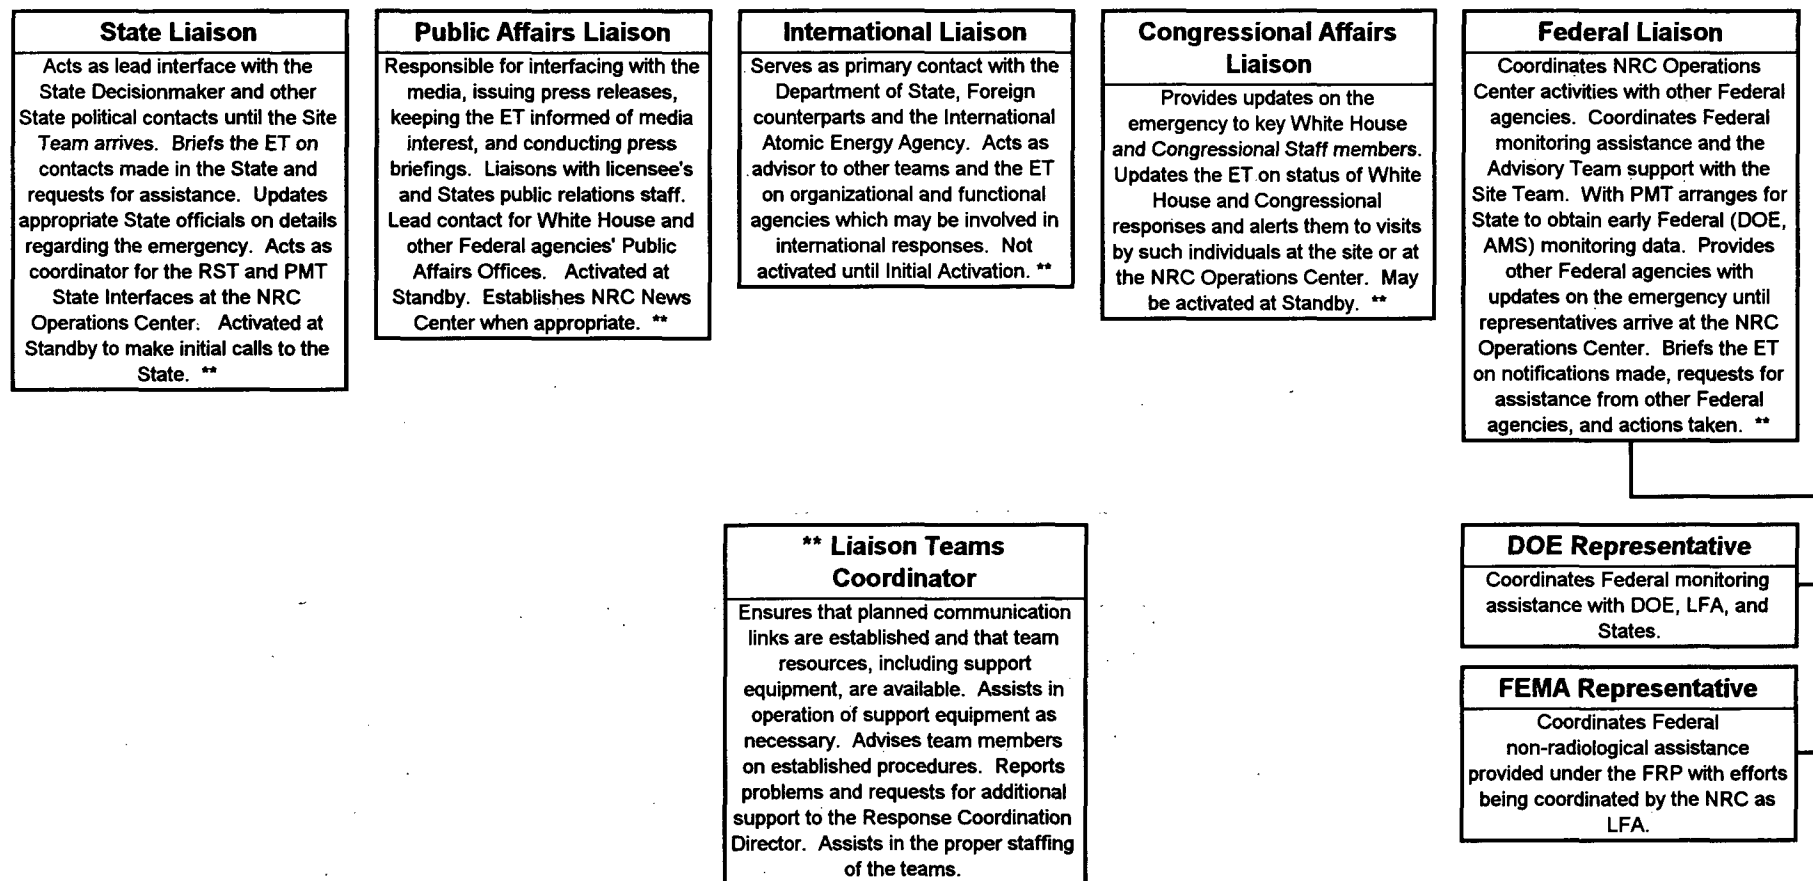 State Liaison
Acts as lead interface with the
State Decisionmaker and other
State political contacts until the Site
Team arrives. Briefs the ET on
contacts made in the State and
requests for assistance. Updates
appropriate State officials on details
regarding the emergency. Acts as
coordinator for the RST and PMT
State Interfaces at the NRC
Operations Center. Activated at
Standby to make initial calls to the
State. **
Public Affairs Liaison
Responsible for interfacing with the
media, issuing press releases,
keeping the ET informed of media
interest, and conducting press
briefings. Liaisons with licensee's
and States public relations staff.
Lead contact for White House and
other Federal agencies' Public
Affairs Offices. Activated at
Standby. Establishes NRC News
Center when appropriate. **
International Liaison
Serves as primary contact with the
Department of State, Foreign
counterparts and the International
Atomic Energy Agency. Acts as
advisor to other teams and the ET
on organizational and functional
agencies which may be involved in
international responses. Not
activated until Initial Activation. **
Congressional Affairs
Liaison
Provides updates on the
emergency to key White House
and Congressional Staff members.
Updates the ET on status of White
House and Congressional
responses and alerts them to visits
by such individuals at the site or at
the NRC Operations Center. May
be activated at Standby. **
Federal Liaison
Coordinates NRC Operations
Center activities with other Federal
agencies. Coordinates Federal
monitoring assistance and the
Advisory Team support with the
Site Team. With PMT arranges for
State to obtain early Federal (DOE,
AMS) monitoring data. Provides
other Federal agencies with
updates on the emergency until
representatives arrive at the NRC
Operations Center. Briefs the ET
on notifications made, requests for
assistance from other Federal
agencies, and actions taken. **
** Liaison Teams
Coordinator
Ensures that planned communication
links are established and that team
resources, including support
equipment, are available. Assists in
operation of support equipment as
necessary. Advises team members
on established procedures. Reports
problems and requests for additional
support to the Response Coordination
Director. Assists in the proper staffing
of the teams.
DOE Representative
Coordinates Federal monitoring
assistance with DOE, LFA, and
States.
FEMA Representative
Coordinates Federal
non-radiological assistance
provided under the FRP with efforts
being coordinated by the NRC as
LFA.